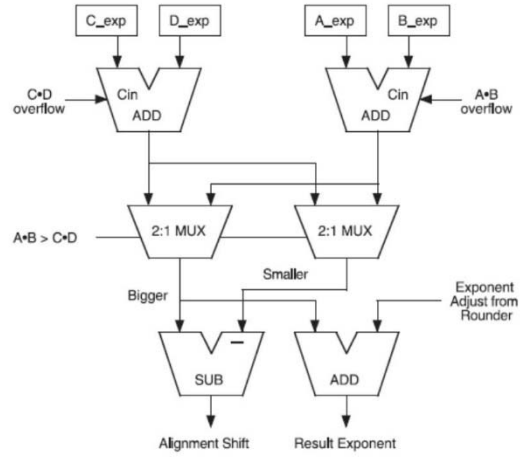 C_exp
D_exp
A_exp
B_exp
C•D
overflow
Cin
ADD
Cin
ADD
A•B
overflow
A•B > C•D
2:1 MUX
2:1 MUX
Bigger
Smaller
Exponent
Adjust from
Rounder
SUB
ADD
Alignment Shift
Result Exponent